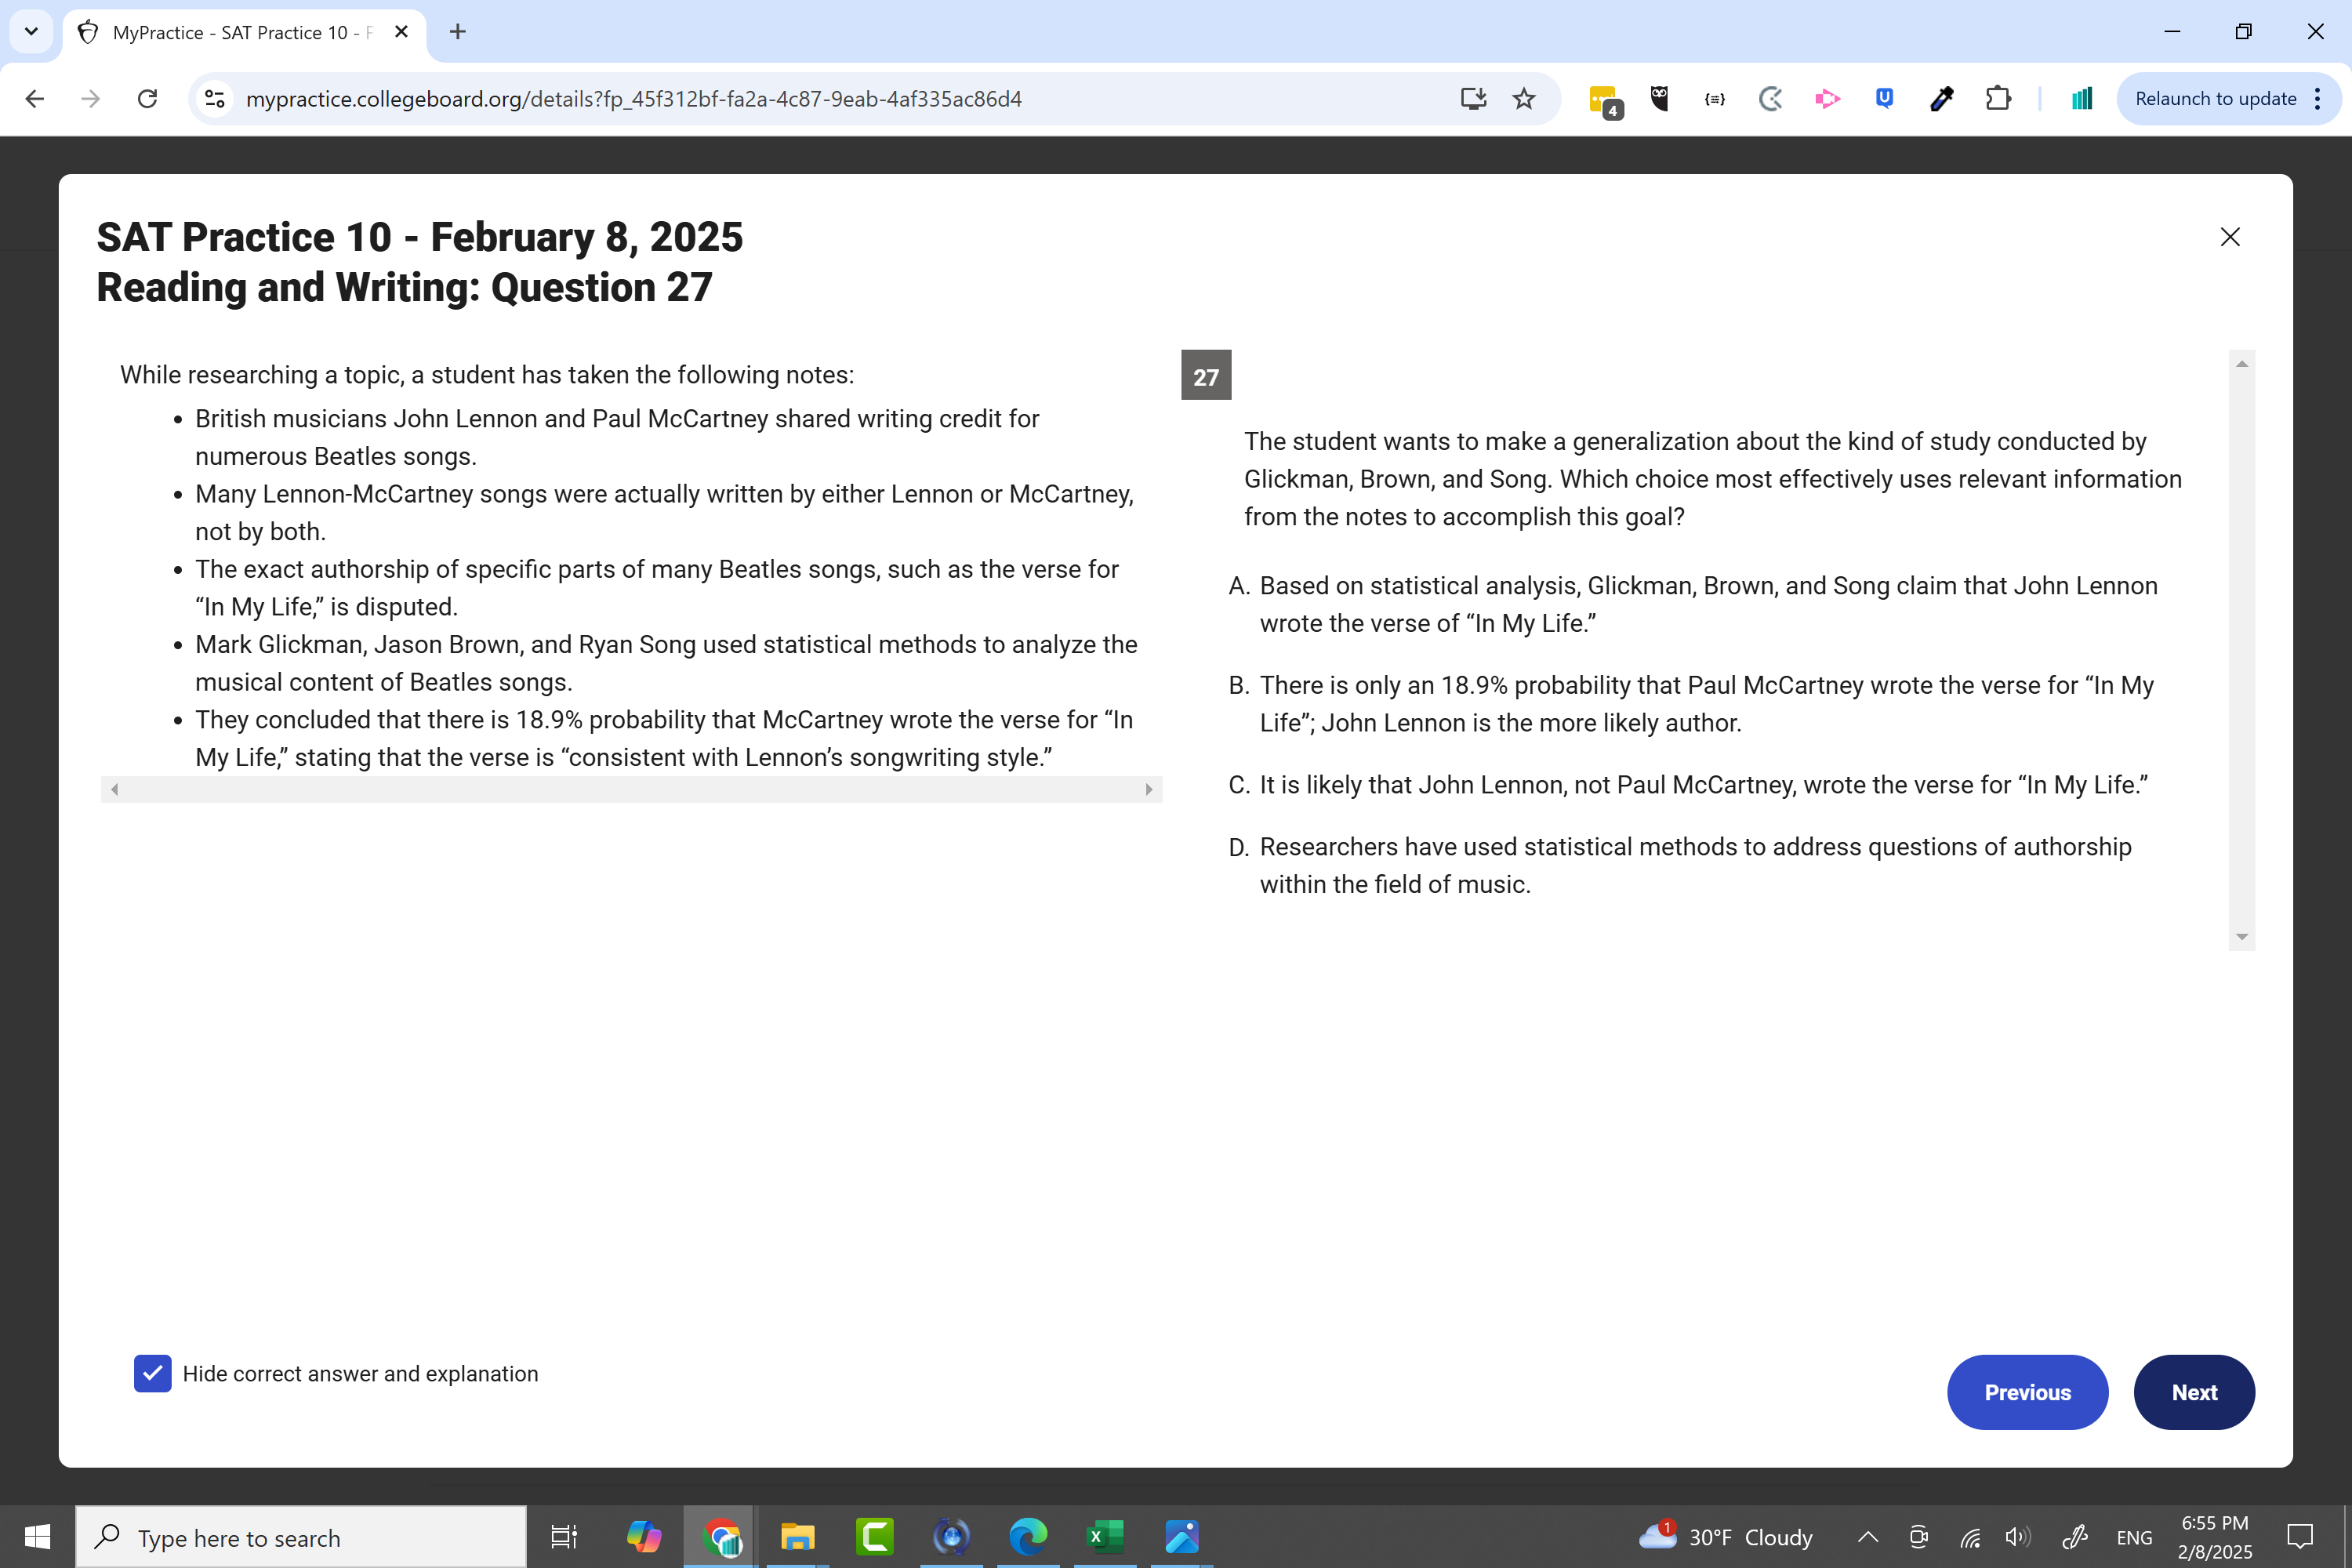 MyPractice - SAT Practice 10 - F
mypractice.collegeboard.org/details?fp_45f312bf-fa2a-4c87-9eab-4af335ac86d4
4
Relaunch to update
SAT Practice 10 - February 8, 2025
Reading and Writing: Question 27
While researching a topic, a student has taken the following notes:
• British musicians John Lennon and Paul McCartney shared writing credit for
numerous Beatles songs.
• Many Lennon-McCartney songs were actually written by either Lennon or McCartney,
not by both.
• The exact authorship of specific parts of many Beatles songs, such as the verse for
“In My Life,” is disputed.
• Mark Glickman, Jason Brown, and Ryan Song used statistical methods to analyze the
musical content of Beatles songs.
• They concluded that there is 18.9% probability that McCartney wrote the verse for “In
My Life,” stating that the verse is “consistent with Lennon’s songwriting style.”
27
The student wants to make a generalization about the kind of study conducted by
Glickman, Brown, and Song. Which choice most effectively uses relevant information
from the notes to accomplish this goal?
A. Based on statistical analysis, Glickman, Brown, and Song claim that John Lennon
wrote the verse of “In My Life.”
B. There is only an 18.9% probability that Paul McCartney wrote the verse for “In My
Life”; John Lennon is the more likely author.
C. It is likely that John Lennon, not Paul McCartney, wrote the verse for “In My Life.”
D. Researchers have used statistical methods to address questions of authorship
within the field of music.
Hide correct answer and explanation
Previous
Next
Type here to search
1
30°F Cloudy
ENG
6:55 PM
2/8/2025